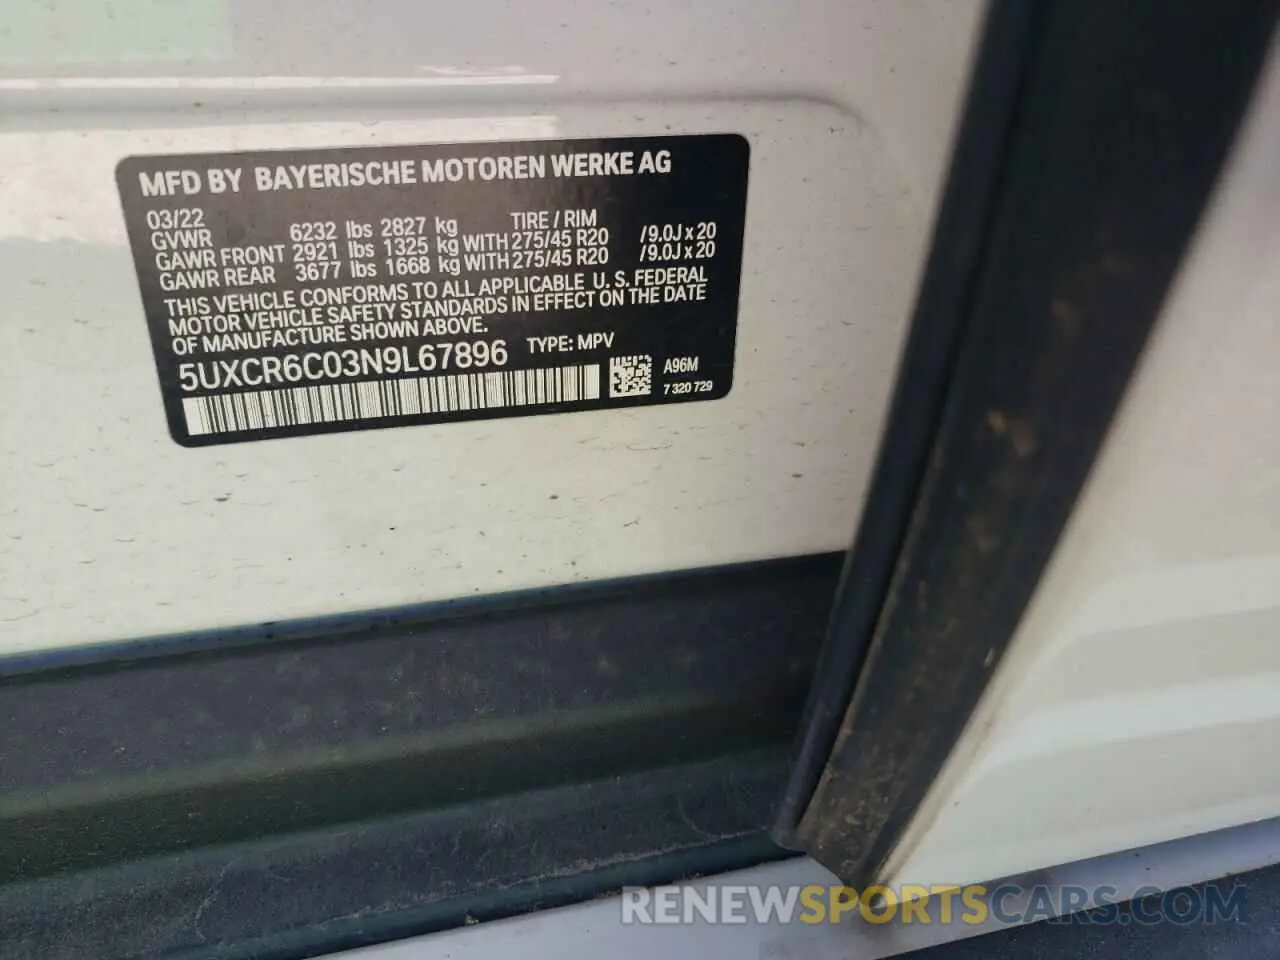 MFD BY BAYERISCHE MOTOREN WERKE AG
03/22
GVWR 6232 lbs 2827 kg TIRE / RIM
GAWR FRONT 2921 lbs 1325 kg WITH 275/45 R20 /9.0J x 20
GAWR REAR 3677 lbs 1668 kg WITH 275/45 R20 /9.0J x 20
THIS VEHICLE CONFORMS TO ALL APPLICABLE U. S. FEDERAL
MOTOR VEHICLE SAFETY STANDARDS IN EFFECT ON THE DATE
OF MANUFACTURE SHOWN ABOVE.
5UXCR6C03N9L67896 TYPE: MPV
A96M
7 320 729
RENEWSPORTSCARS.COM